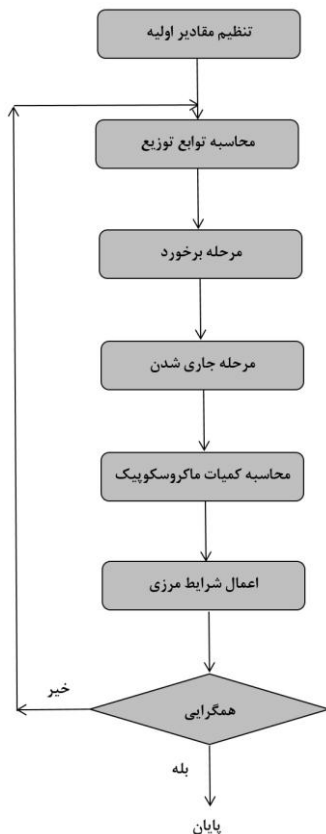 تنظیم مقادیر اولیه
محاسبه توابع توزیع
مرحله برخورد
مرحله جاری شدن
محاسبه کمیات ماکروسکوپیک
اعمال شرایط مرزی
همگرایی
خیر
بله
پایان